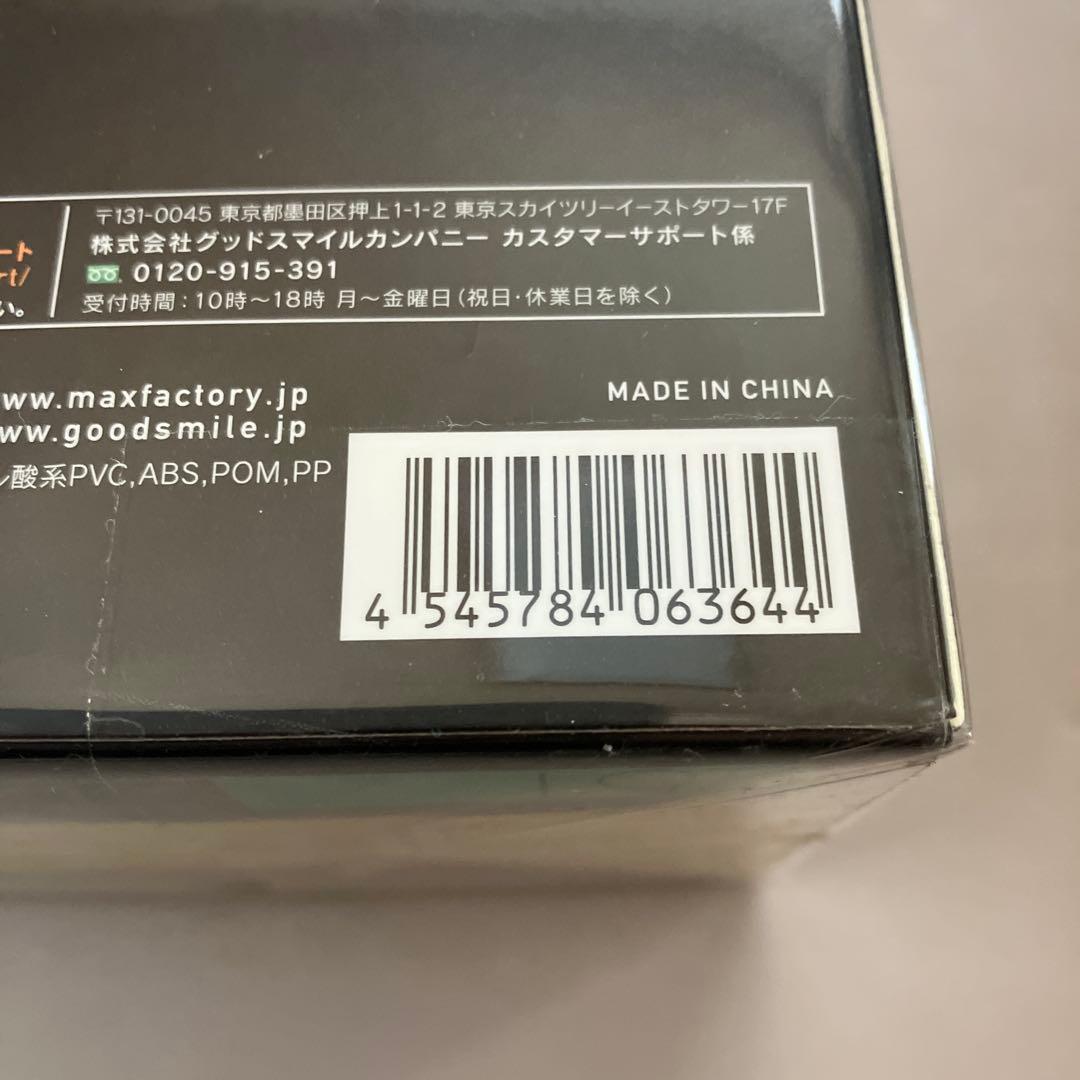 〒131-0045 東京都墨田区押上1-1-2 東京スカイツリーイーストタワー17F
株式会社グッドスマイルカンパニー カスタマーサポート係
0120-915-391
受付時間：10時〜18時 月〜金曜日(祝日·休業日を除く)
ート
rt/
い。
ww.maxfactory.jp
ww.goodsmile.jp
MADE IN CHINA
ル酸系PVC,ABS,POM,PP
4 545784 063644